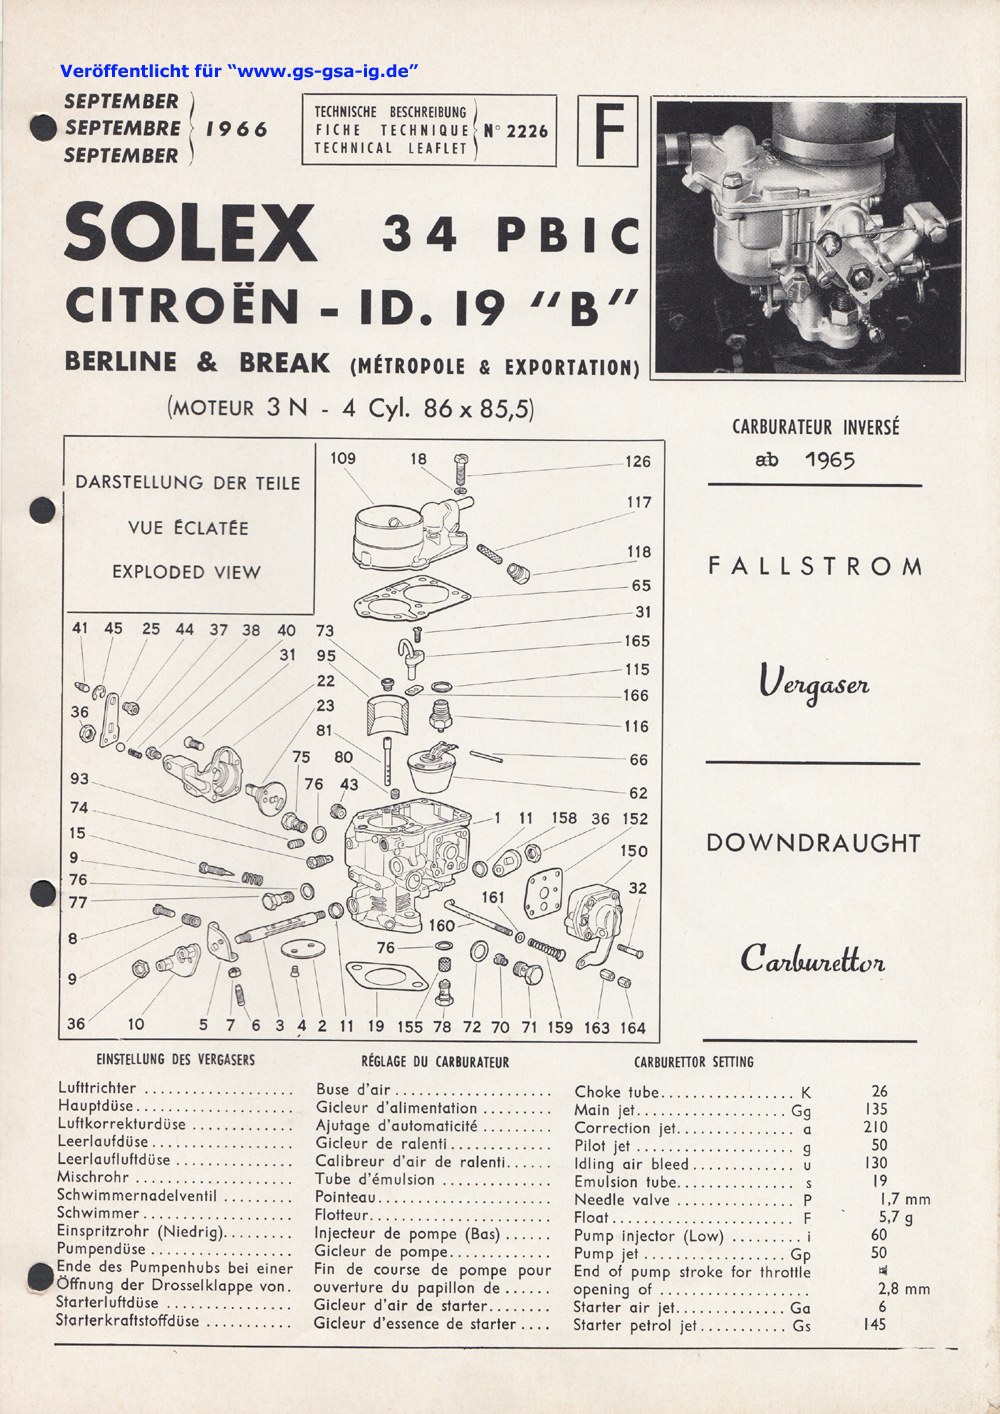 Veröffentlicht für “www.gs-gsa-ig.de”
SEPTEMBER
SEPTEMBRE
SEPTEMBER
1966
TECHNISCHE BESCHREIBUNG
FICHE TECHNIQUE
TECHNICAL LEAFLET
N° 2226
F
SOLEX 34 PBIC
CITROËN - ID. 19 "B"
BERLINE & BREAK (MÉTROPOLE & EXPORTATION)
(MOTEUR 3 N - 4 Cyl. 86 x 85,5)
CARBURATEUR INVERSÉ
ab 1965
FALLSTROM
Vergaser
DOWNDRAUGHT
Carburettor
DARSTELLUNG DER TEILE
VUE ÉCLATÉE
EXPLODED VIEW
109 18 126
117
118
65
31
165
115
166
116
66
62
41 45 25 44 37 38 40 73
31 95
22
36 23
81
75 80
93 76 43
74 1 11 158 36 152
15 150
9
76 161 32
77
8 160
76
9
36 10 5 7 6 3 4 2 11 19 155 78 72 70 71 159 163 164
EINSTELLUNG DES VERGASERS
Lufttrichter ...................
Hauptdüse....................
Luftkorrekturdüse ..............
Leerlaufdüse..................
Leerlaufluftdüse ...............
Mischrohr ....................
Schwimmernadelventil .........
Schwimmer...................
Einspritzrohr (Niedrig).........
Pumpendüse ..................
Ende des Pumpenhubs bei einer
Öffnung der Drosselklappe von.
Starterluftdüse ................
Starterkraftstoffdüse ...........
RÉGLAGE DU CARBURATEUR
Buse d'air....................
Gicleur d'alimentation .........
Ajutage d'automaticité .........
Gicleur de ralenti.............
Calibreur d'air de ralenti......
Tube d'émulsion ..............
Pointeau......................
Flotteur.......................
Injecteur de pompe (Bas) ......
Gicleur de pompe.............
Fin de course de pompe pour
ouverture du papillon de ......
Gicleur d'air de starter........
Gicleur d'essence de starter ....
CARBURETTOR SETTING
Choke tube................. K 26
Main jet.................... Gg 135
Correction jet............... a 210
Pilot jet .................... g 50
Idling air bleed............. u 130
Emulsion tube............... s 19
Needle valve ............... P 1,7 mm
Float....................... F 5,7 g
Pump injector (Low) ......... i 60
Pump jet .................. Gp 50
End of pump stroke for throttle
opening of ................... 2,8 mm
Starter air jet.............. Ga 6
Starter petrol jet........... Gs 145